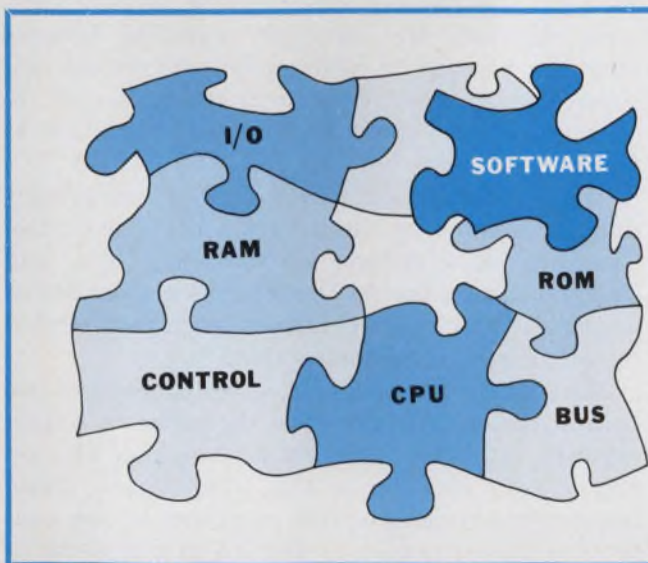 I/O
SOFTWARE
RAM
ROM
CONTROL
CPU
BUS